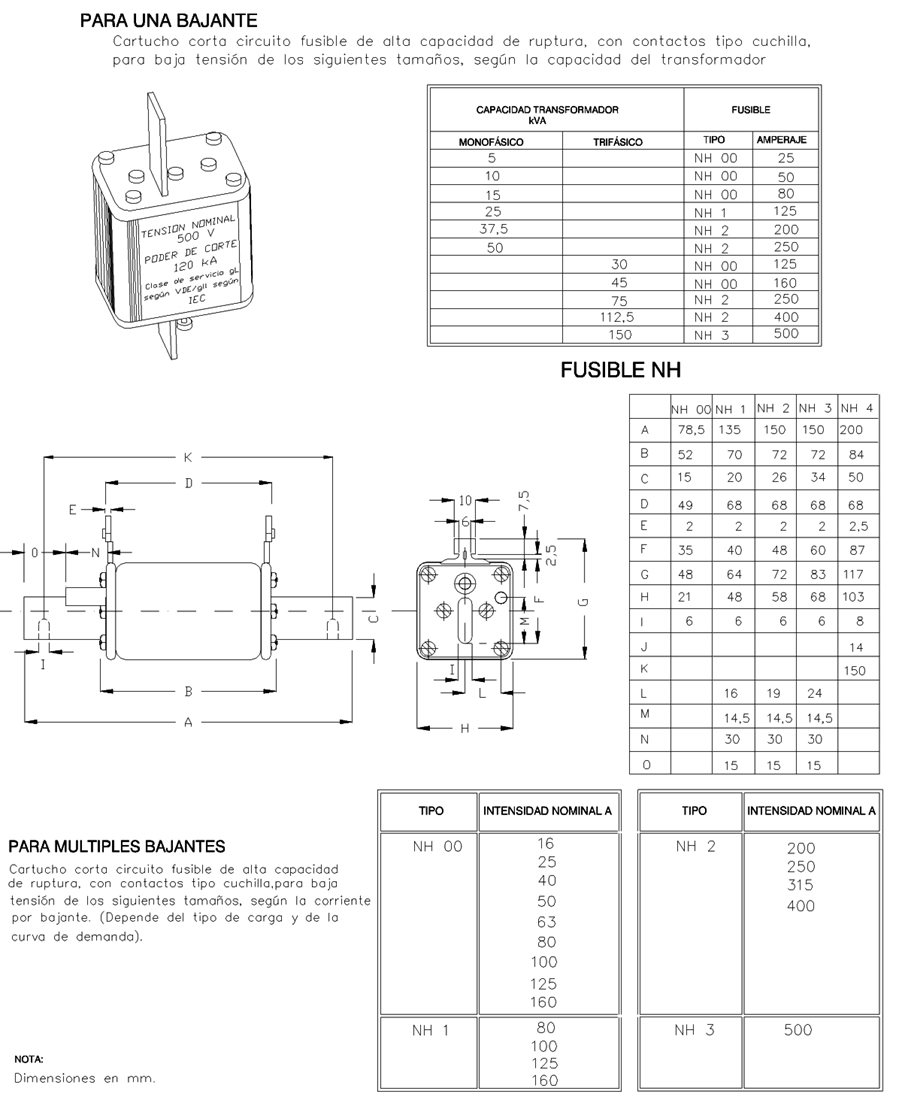 PARA UNA BAJANTE
Cartucho corta circuito fusible de alta capacidad de ruptura, con contactos tipo cuchilla,
para baja tensión de los siguientes tamaños, según la capacidad del transformador
TENSION NOMINAL
500 V
PODER DE CORTE
120 kA
Clase de servicio gL
según VDE/gII según
IEC
CAPACIDAD TRANSFORMADOR FUSIBLE
kVA
MONOFÁSICO TRIFÁSICO TIPO AMPERAJE
5 NH 00 25
10 NH 00 50
15 NH 00 80
25 NH 1 125
37,5 NH 2 200
50 NH 2 250
30 NH 00 125
45 NH 00 160
75 NH 2 250
112,5 NH 2 400
150 NH 3 500
FUSIBLE NH
NH 00 NH 1 NH 2 NH 3 NH 4
A 78,5 135 150 150 200
B 52 70 72 72 84
C 15 20 26 34 50
D 49 68 68 68 68
E 2 2 2 2 2,5
F 35 40 48 60 87
G 48 64 72 83 117
H 21 48 58 68 103
I 6 6 6 6 8
J 14
K 150
L 16 19 24
M 14,5 14,5 14,5
N 30 30 30
O 15 15 15
K
D
E
O N
C
I
B
A
10
6
7,5
2,5
F
G
M
I
L
H
PARA MULTIPLES BAJANTES
Cartucho corta circuito fusible de alta capacidad
de ruptura, con contactos tipo cuchilla,para baja
tensión de los siguientes tamaños, según la corriente
por bajante. (Depende del tipo de carga y de la
curva de demanda).
TIPO INTENSIDAD NOMINAL A
NH 00 16
25
40
50
63
80
100
125
160
NH 1 80
100
125
160
TIPO INTENSIDAD NOMINAL A
NH 2 200
250
315
400
NH 3 500
NOTA:
Dimensiones en mm.